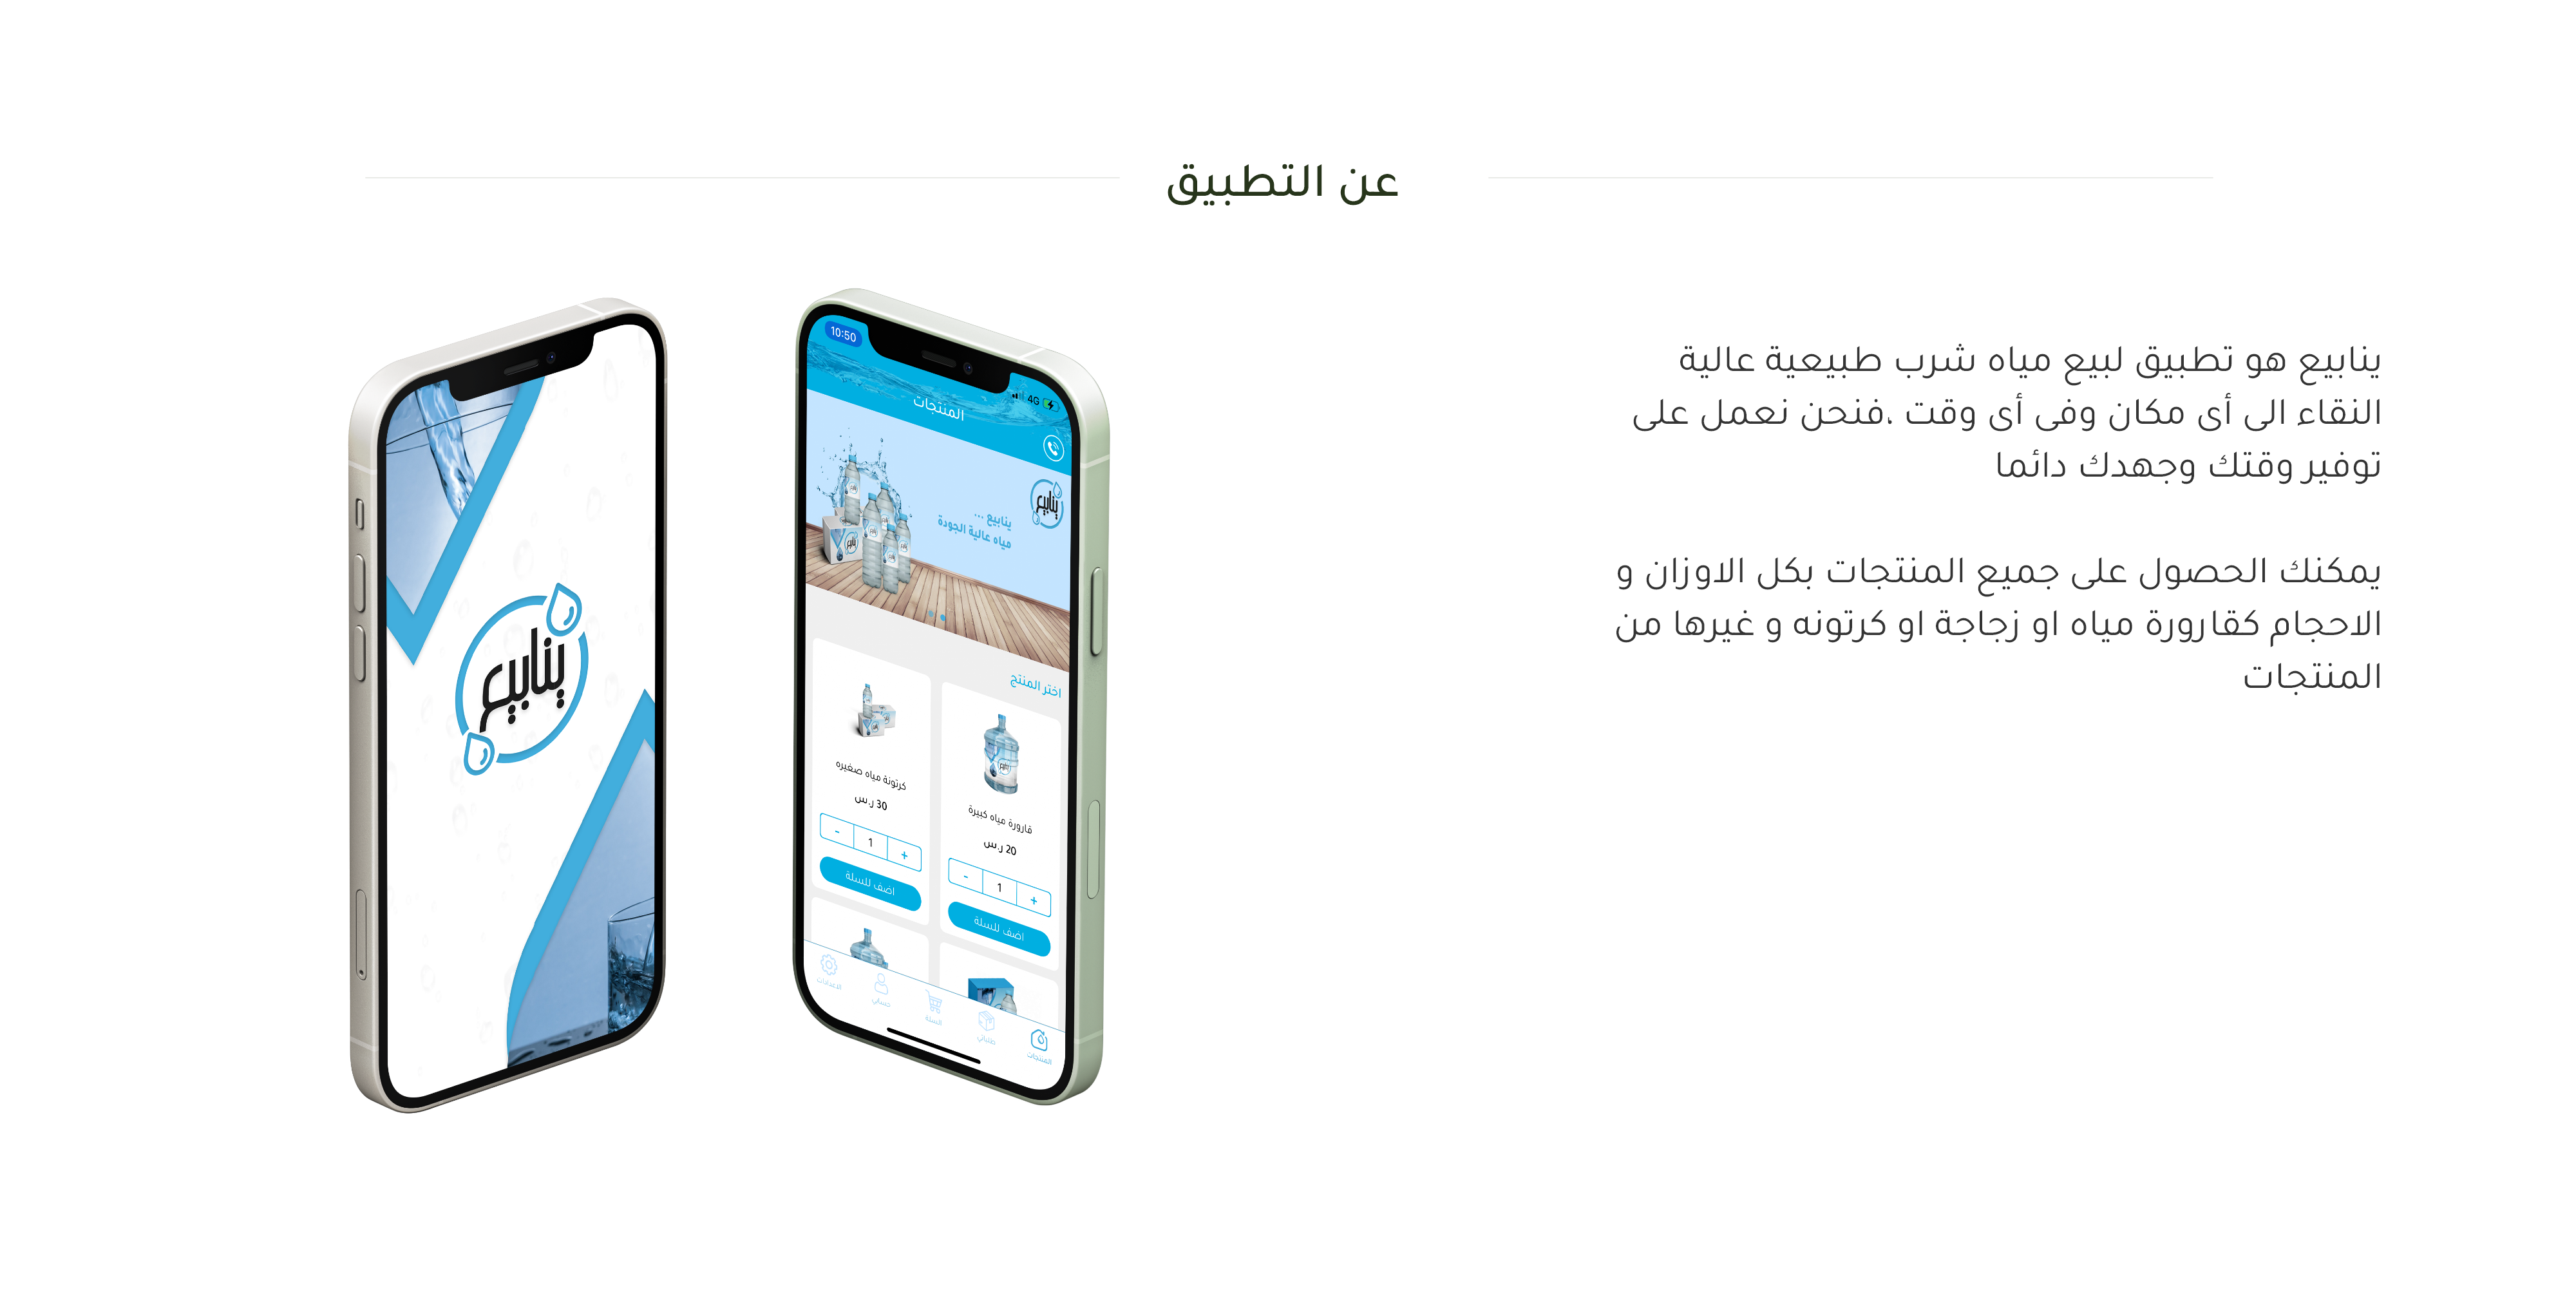 عن التطبيق
ينابيع هو تطبيق لبيع مياه شرب طبيعية عالية
النقاء الى أى مكان وفى أى وقت ،فنحن نعمل على
توفير وقتك وجهدك دائما
يمكنك الحصول على جميع المنتجات بكل الاوزان و
الاحجام كقارورة مياه او زجاجة او كرتونه و غيرها من
المنتجات
10:50
4G
المنتجات
ينابيع
ينابيع ...
مياه عالية الجودة
اختر المنتج
قارورة مياه كبيرة
20 ر.س
+ 1 -
اضف للسلة
كرتونة مياه صغيره
30 ر.س
+ 1 -
اضف للسلة
المنتجات
طلباتي
السلة
حسابي
الاعدادات
ينابيع